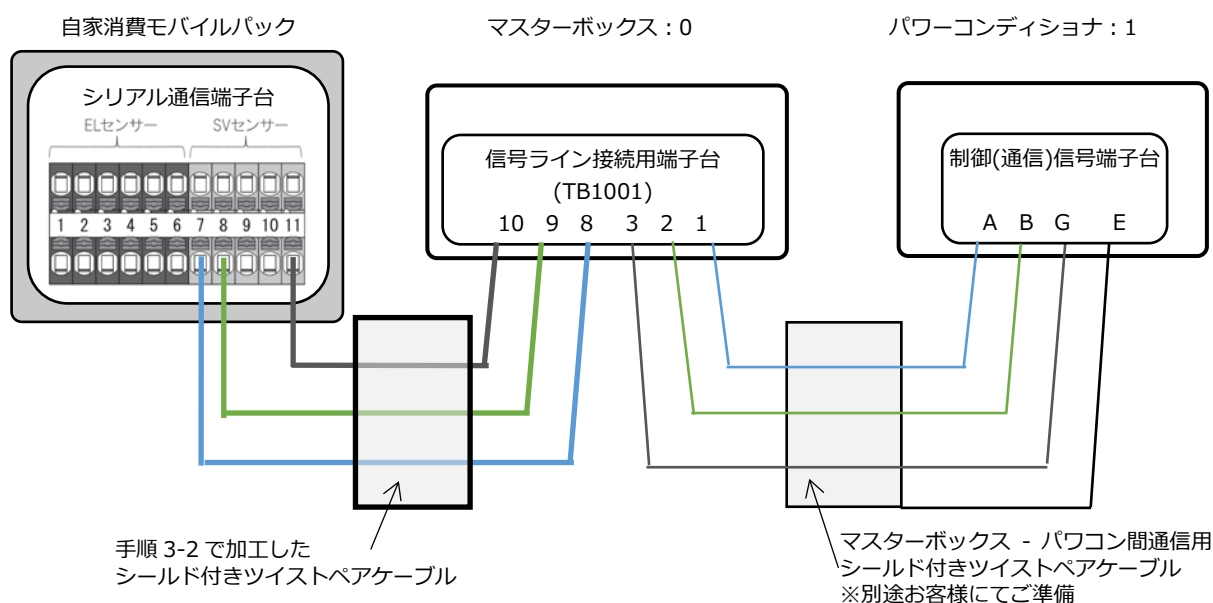 自家消費モバイルパック
マスターボックス：0
パワーコンディショナ：1
シリアル通信端子台
ELセンサー SVセンサー
1 2 3 4 5 6 7 8 9 10 11
信号ライン接続用端子台
(TB1001)
10 9 8 3 2 1
制御(通信)信号端子台
A B G E
手順 3-2 で加工した
シールド付きツイストペアケーブル
マスターボックス - パワコン間通信用
シールド付きツイストペアケーブル
※別途お客様にてご準備